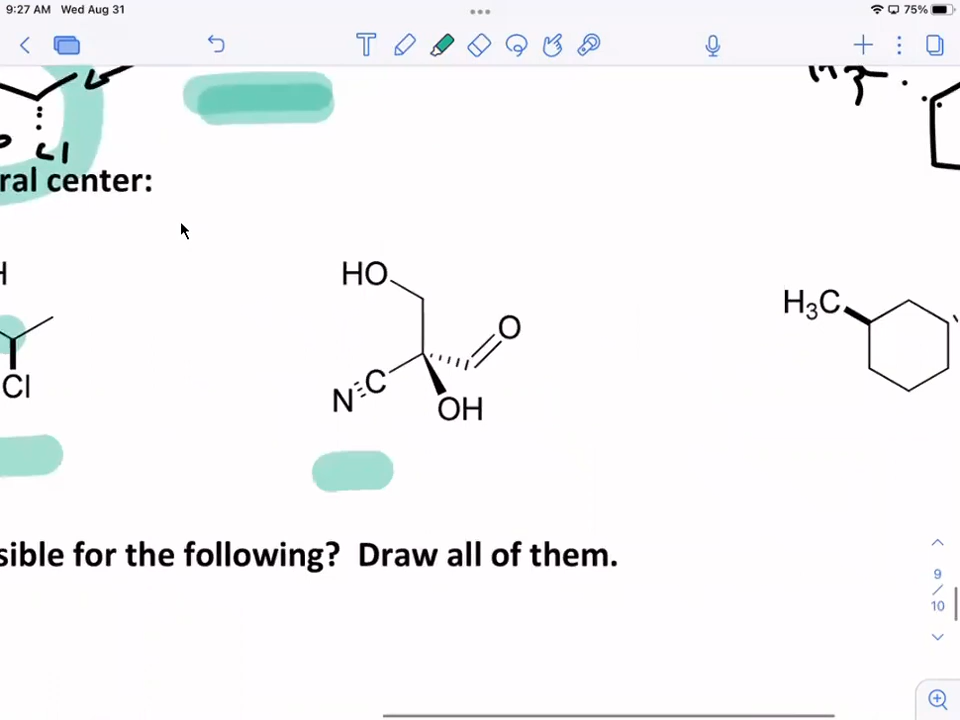 9:27 AM Wed Aug 31
75%
T
Cl
ral center:
H
Cl
HO
O
N
C
OH
H3C
sible for the following? Draw all of them.
9
/
10